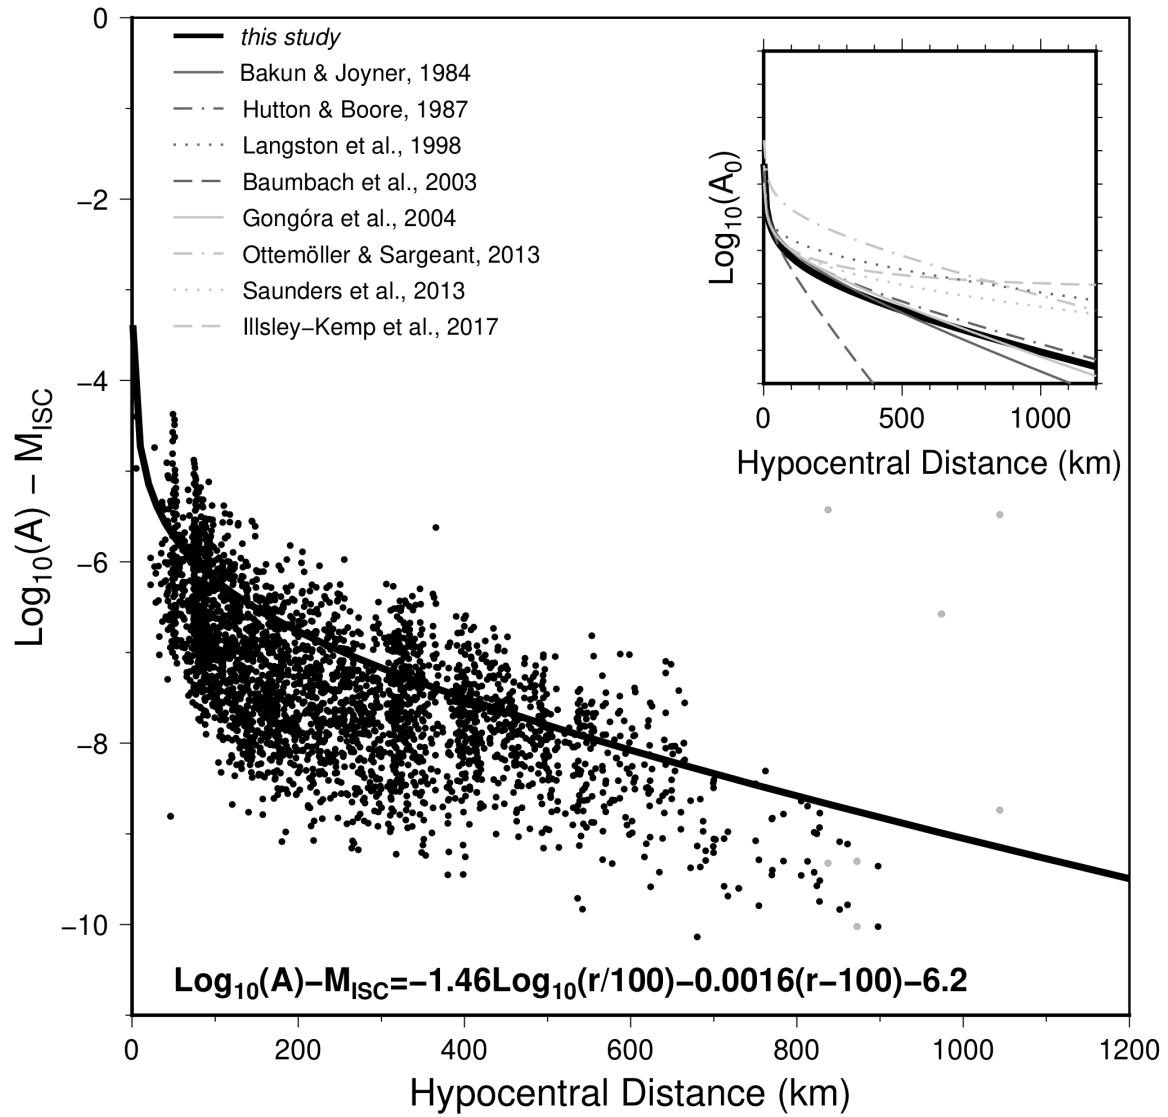 0
−2
−4
−6
−8
−10
Log10(A) − MISC
this study
Bakun & Joyner, 1984
Hutton & Boore, 1987
Langston et al., 1998
Baumbach et al., 2003
Gongóra et al., 2004
Ottemöller & Sargeant, 2013
Saunders et al., 2013
Illsley−Kemp et al., 2017
Log10(A0)
0 500 1000
Hypocentral Distance (km)
Log10(A)−MISC=−1.46Log10(r/100)−0.0016(r−100)−6.2
0 200 400 600 800 1000 1200
Hypocentral Distance (km)